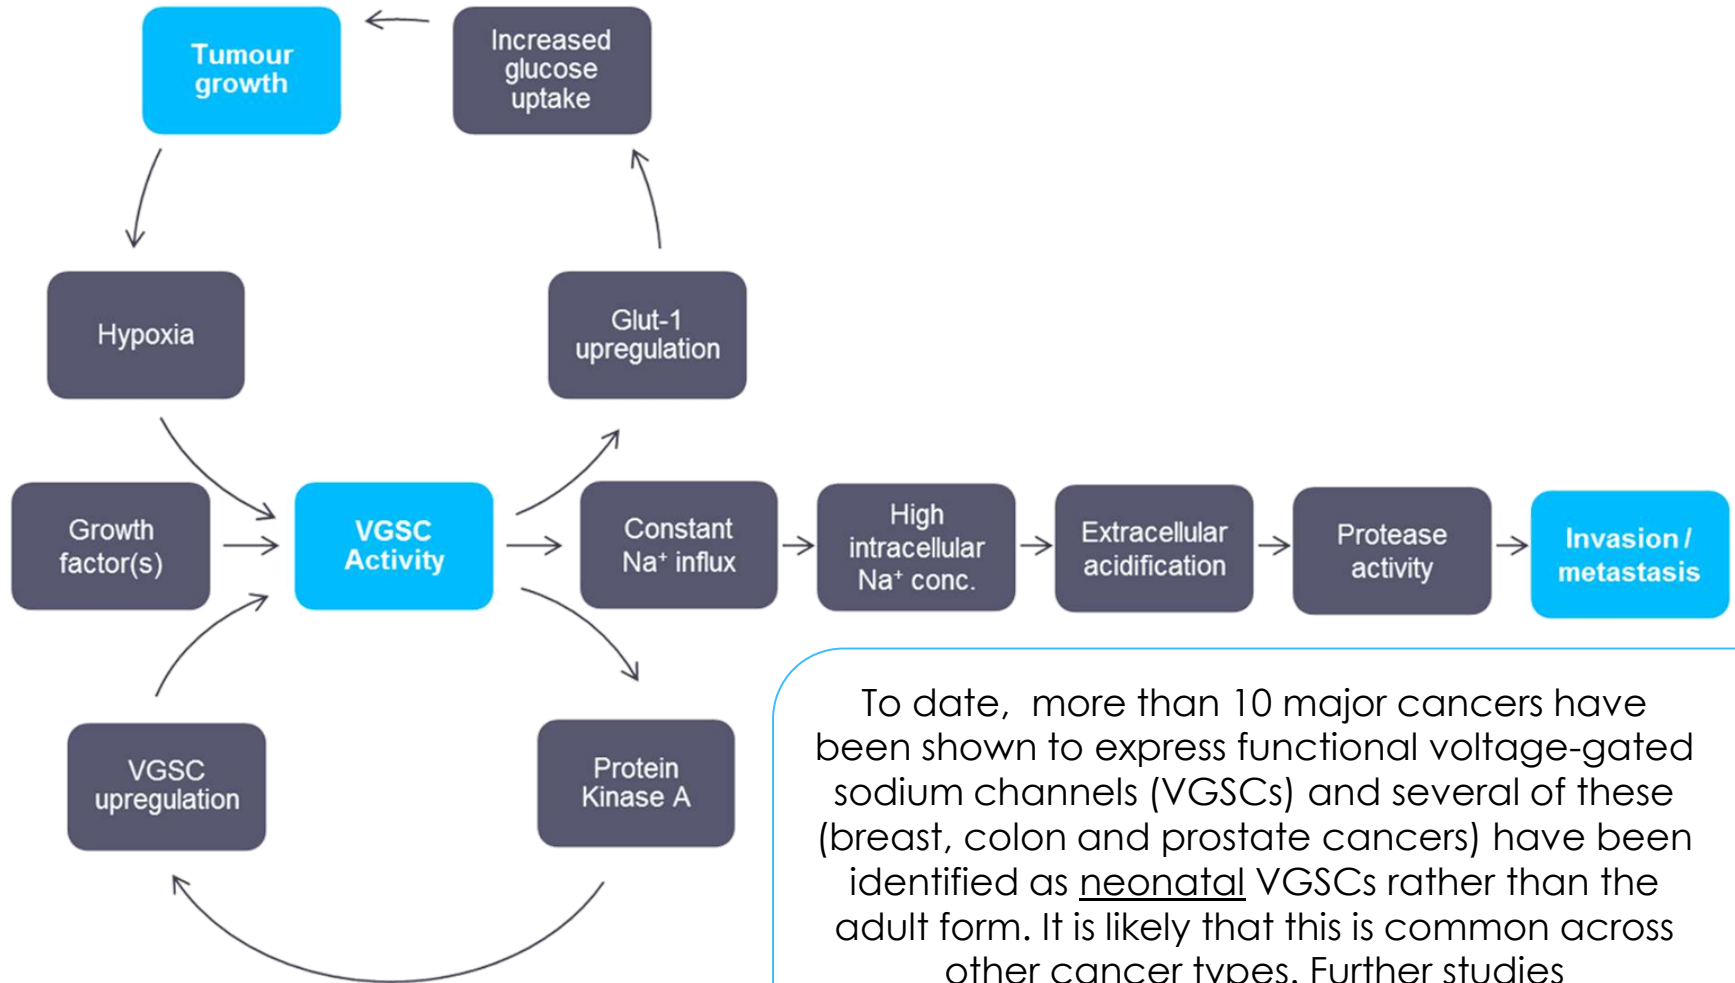 Tumour
growth
Increased
glucose
uptake
Hypoxia
Glut-1
upregulation
Growth
factor(s)
VGSC
Activity
Constant
Na⁺ influx
High
intracellular
Na⁺ conc.
Extracellular
acidification
Protease
activity
Invasion /
metastasis
VGSC
upregulation
Protein
Kinase A
To date, more than 10 major cancers have
been shown to express functional voltage-gated
sodium channels (VGSCs) and several of these
(breast, colon and prostate cancers) have been
identified as neonatal VGSCs rather than the
adult form. It is likely that this is common across
other cancer types. Further studies